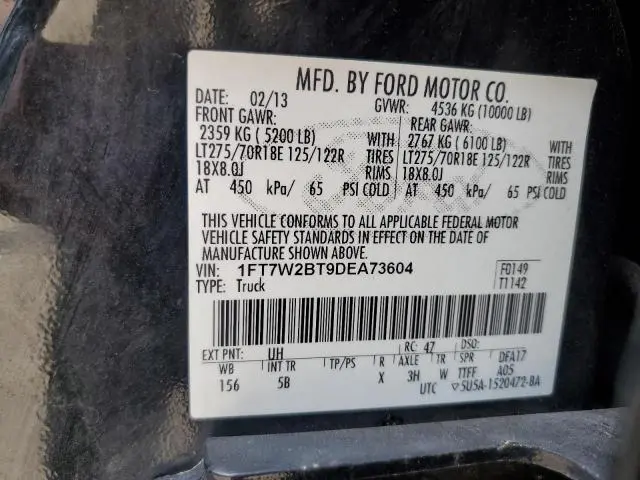 MFD. BY FORD MOTOR CO.
DATE: 02/13 GVWR: 4536 KG (10000 LB)
FRONT GAWR: REAR GAWR:
2359 KG ( 5200 LB) WITH 2767 KG ( 6100 LB) WITH
LT275/70R18E 125/122R TIRES LT275/70R18E 125/122R TIRES
18X8.0J RIMS 18X8.0J RIMS
AT 450 kPa/ 65 PSI COLD AT 450 kPa/ 65 PSI COLD
THIS VEHICLE CONFORMS TO ALL APPLICABLE FEDERAL MOTOR
VEHICLE SAFETY STANDARDS IN EFFECT ON THE DATE OF
MANUFACTURE SHOWN ABOVE.
VIN: 1FT7W2BT9DEA73604 F0149
TYPE: Truck T1142
EXT PNT: UH RC: 47 DSO:
WB INT TR TP/PS R AXLE TR SPR DFA17
156 5B X 3H W TTFF A05
UTC ▽5U5A-1520472-BA